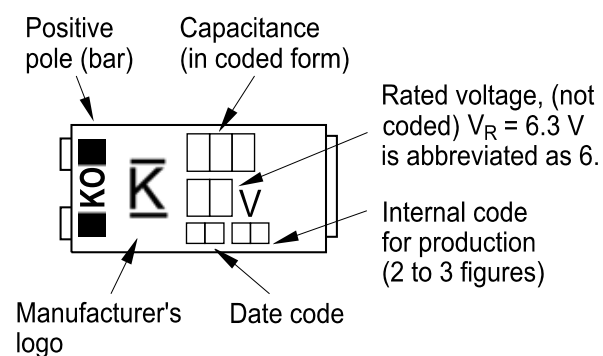 Positive
pole (bar)
Capacitance
(in coded form)
Rated voltage, (not
coded) VR = 6.3 V
is abbreviated as 6.
KO
K
V
Internal code
for production
(2 to 3 figures)
Manufacturer's
logo
Date code